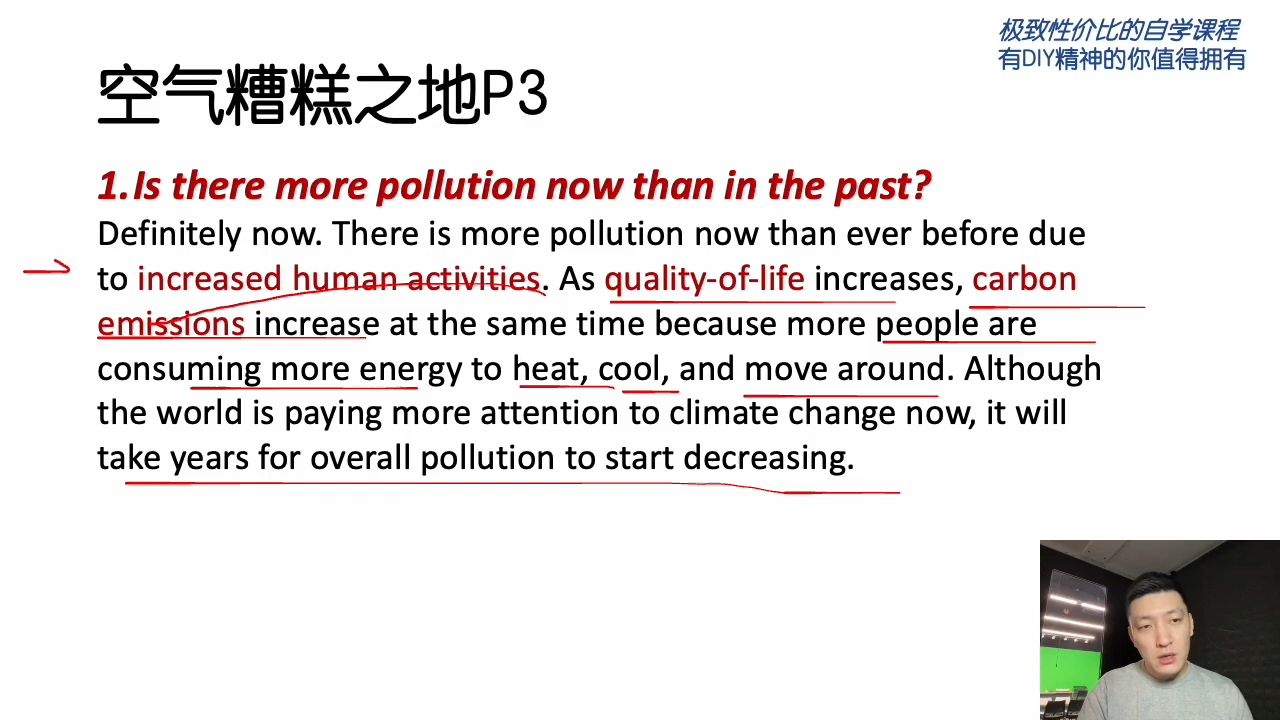 极致性价比的自学课程
有DIY精神的你值得拥有
空气糟糕之地P3
1. Is there more pollution now than in the past?
Definitely now. There is more pollution now than ever before due
to increased human activities. As quality-of-life increases, carbon
emissions increase at the same time because more people are
consuming more energy to heat, cool, and move around. Although
the world is paying more attention to climate change now, it will
take years for overall pollution to start decreasing.